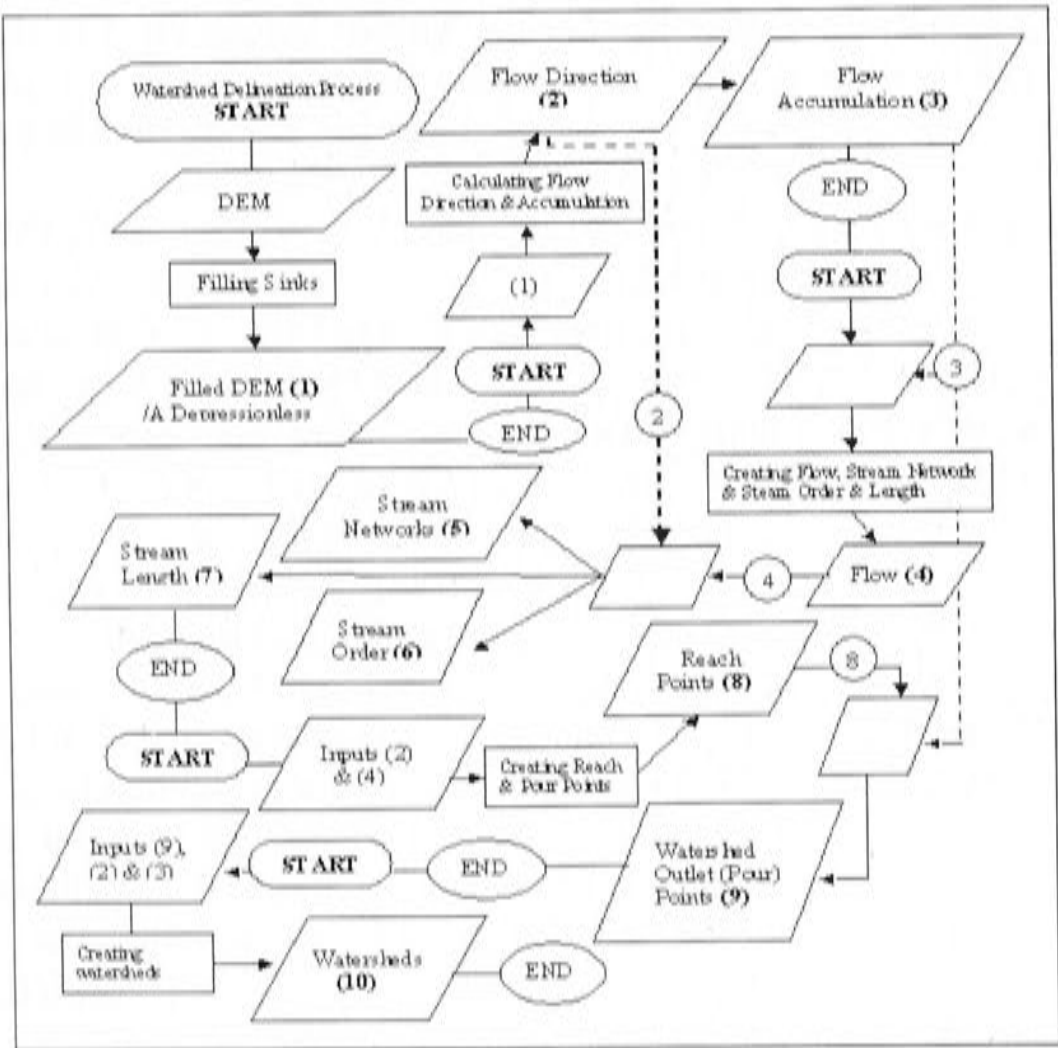 Watershed Delineation Process
START
DEM
Filling Sinks
Filled DEM (1)
/A Depressionless
END
START
(1)
Calculating Flow
Direction & Accumulation
Flow Direction
(2)
Flow
Accumulation (3)
END
START
3
2
Creating Flow, Stream Network
& Steam Order & Length
Flow (4)
4
Stream
Networks (5)
Stream
Length (7)
Stream
Order (6)
END
START
Inputs (2)
& (4)
Creating Reach
& Pour Points
Reach
Points (8)
8
Watershed
Outlet (Pour)
Points (9)
END
START
Inputs (9),
(2) & (3)
Creating
watersheds
Watersheds
(10)
END